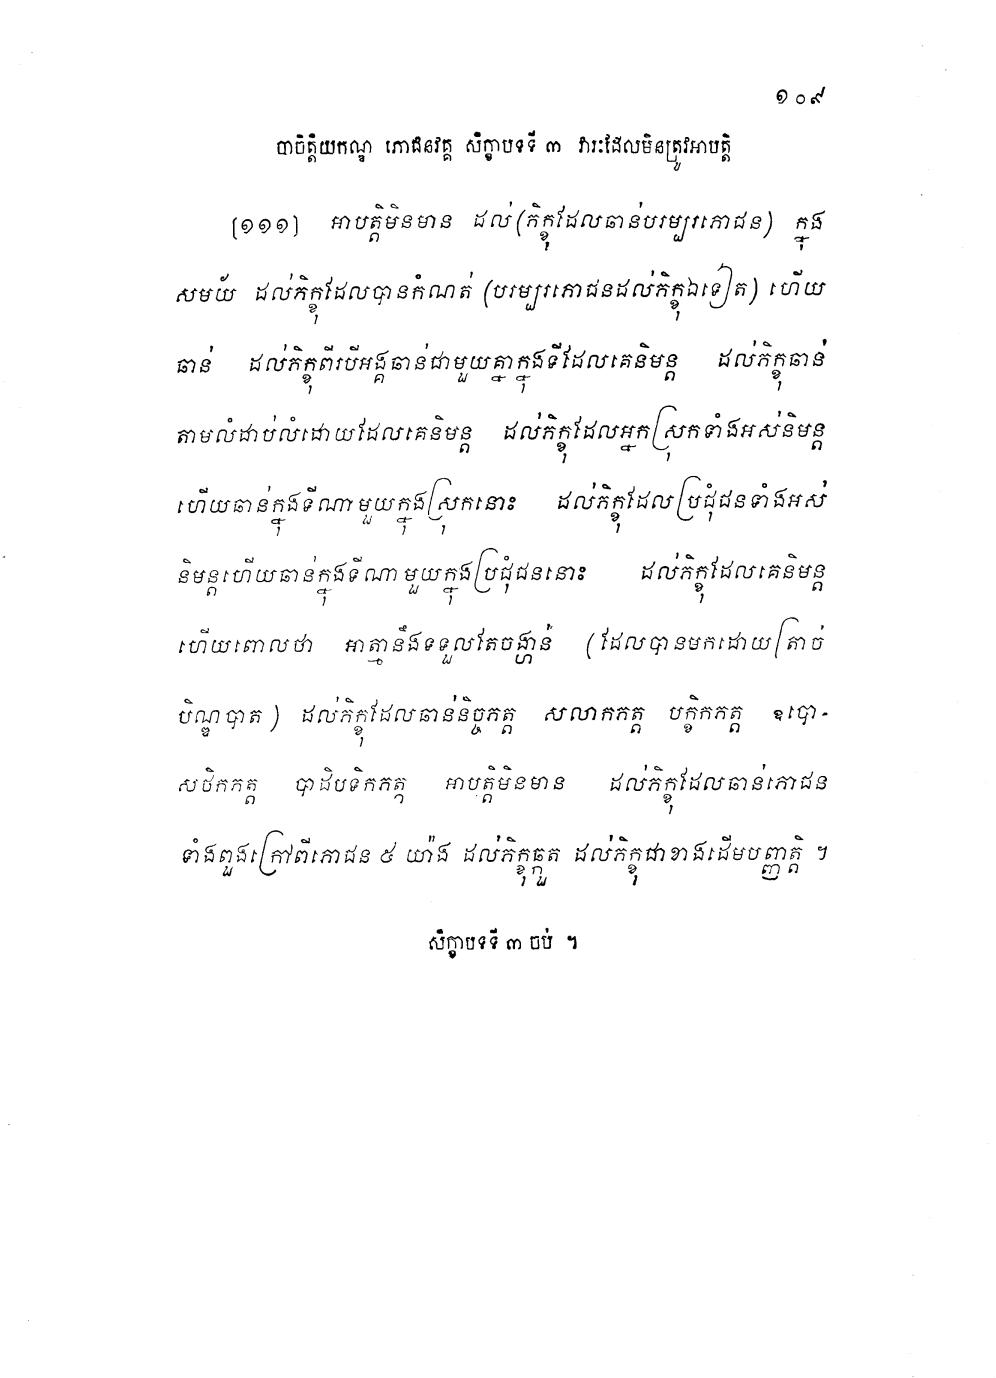 ១០៩
បាចិត្តិយកណ្ឌ ភោជនវគ្គ សិក្ខាបទទី ៣ វារៈដែលមិនត្រូវអាបត្តិ
[១១១] អាបត្តិមិនមាន ដល់(ភិក្ខុដែលឆាន់បរម្បរភោជន) ក្នុង
សមយ័ ដល់ភិក្ខុដែលបានកំណត់ (បរម្បរភោជនដល់ភិក្ខុឯទៀត) ហើយ
ឆាន់ ដល់ភិក្ខុពីរបីអង្គឆាន់ជាមួយគ្នាក្នុងទីដែលគេនិមន្ត ដល់ភិក្ខុឆាន់
តាមលំដាប់លំដោយដែលគេនិមន្ត ដល់ភិក្ខុដែលអ្នកស្រុកទាំងអស់និមន្ត
ហើយឆាន់ក្នុងទីណាមួយក្នុងស្រុកនោះ ដល់ភិក្ខុដែលប្រជុំជនទាំងអស់
និមន្តហើយឆាន់ក្នុងទីណាមួយក្នុងប្រជុំជននោះ ដល់ភិក្ខុដែលគេនិមន្ត
ហើយពោលថា អាត្មានឹងទទួលតែចង្ហាន់ (ដែលបានមកដោយត្រាច់
បិណ្ឌបាត) ដល់ភិក្ខុដែលឆាន់និច្ចភត្ត សលាកភត្ត បក្ខិកភត្ត ឧបោ-
សថិកភត្ត បាដិបទិកភត្ត អាបត្តិមិនមាន ដល់ភិក្ខុដែលឆាន់ភោជន
ទាំងពួងក្រៅពីភោជន ៥ យ៉ាង ដល់ភិក្ខុឆ្កួត ដល់ភិក្ខុជាខាងដើមបញ្ញត្តិ ។
សិក្ខាបទទី ៣ ចប់ ។